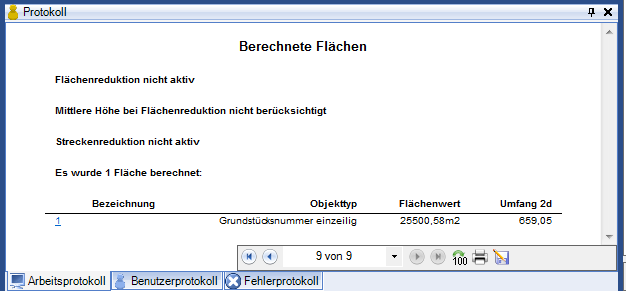 Protokoll
Berechnete Flächen
Flächenreduktion nicht aktiv
Mittlere Höhe bei Flächenreduktion nicht berücksichtigt
Streckenreduktion nicht aktiv
Es wurde 1 Fläche berechnet:
Bezeichnung Objekttyp Flächenwert Umfang 2d
1 Grundstücksnummer einzeilig 25500,58m2 659,05
9 von 9 100
Arbeitsprotokoll Benutzerprotokoll Fehlerprotokoll